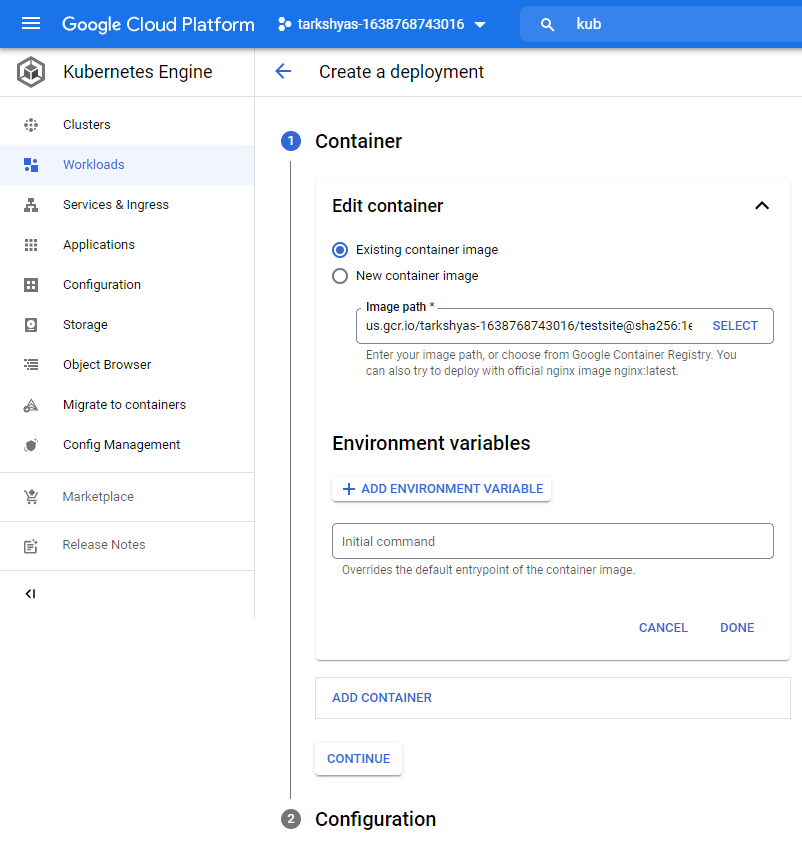 Google Cloud Platform
tarkshyas-1638768743016
kub
Kubernetes Engine
Create a deployment
Clusters
Workloads
Services & Ingress
Applications
Configuration
Storage
Object Browser
Migrate to containers
Config Management
Marketplace
Release Notes
1
Container
Edit container
Existing container image
New container image
Image path *
us.gcr.io/tarkshyas-1638768743016/testsite@sha256:1e
SELECT
Enter your image path, or choose from Google Container Registry. You
can also try to deploy with official nginx image nginx:latest.
Environment variables
ADD ENVIRONMENT VARIABLE
Initial command
Overrides the default entrypoint of the container image.
CANCEL
DONE
ADD CONTAINER
CONTINUE
2
Configuration